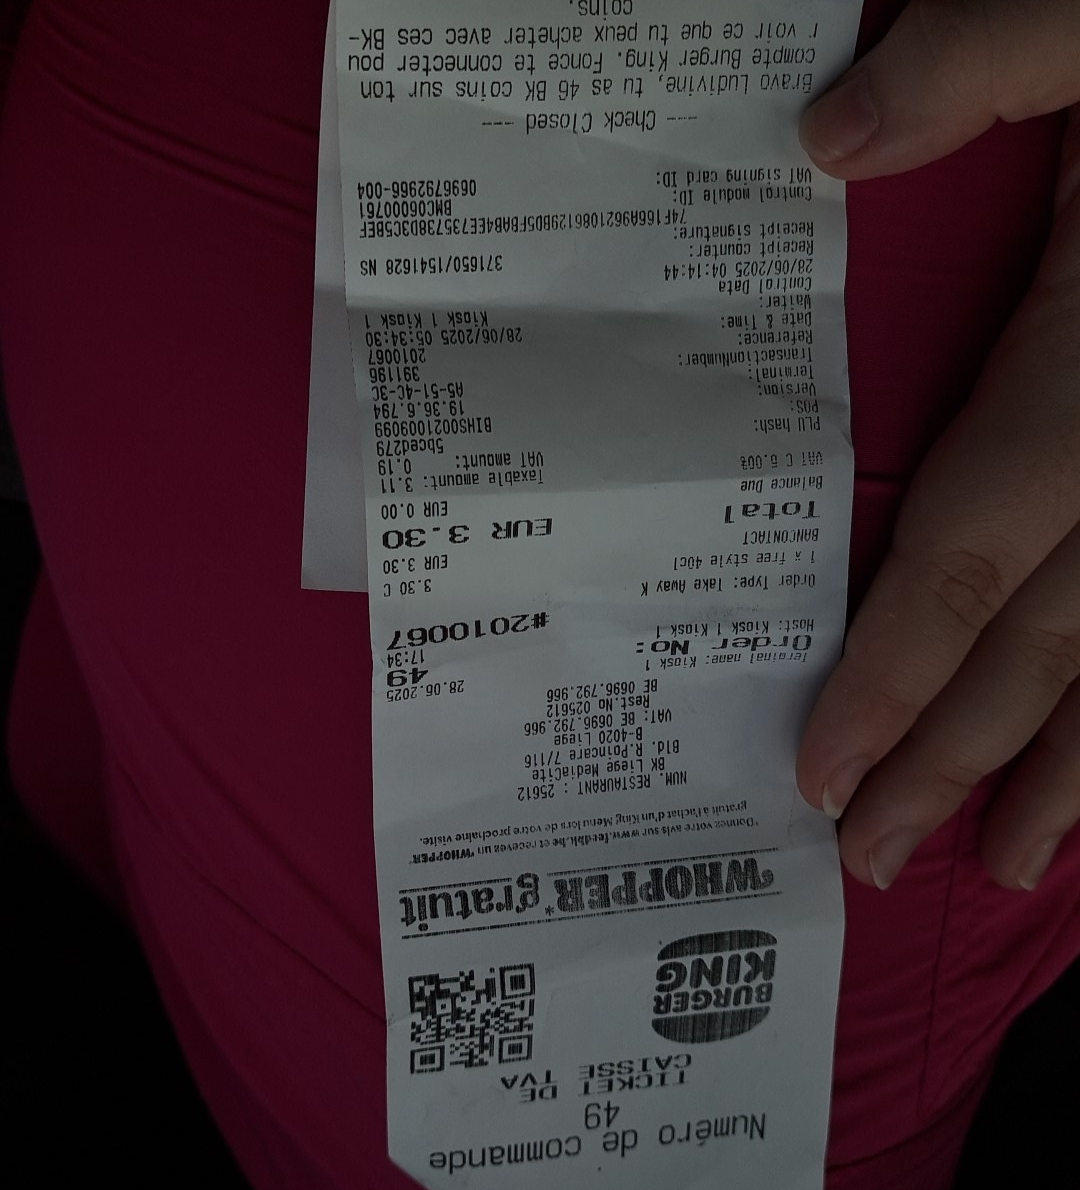 Numéro de commande
49
TICKET DE
CAISSE TVA
BURGER
KING
WHOPPER* gratuit
*Donnez votre avis sur www.feedbk.be et recevez un "WHOPPER"
gratuit à l'achat d'un King Menu lors de votre prochaine visite.
NUM. RESTAURANT : 25612
BK Liege MediaCite
Bld. R.Poincare 7/116
B-4020 Liege
VAT: BE 0696.792.966
Rest.No 025612
BE 0696.792.966
28.06.2025
Terminal name: Kiosk 1 49
Order No: 17:34
Host: Kiosk 1 Kiosk 1 #2010067
Order Type: Take Away K
1 x free style 40cl 3.30 C
BANCONTACT EUR 3.30
Total EUR 3.30
Balance Due EUR 0.00
VAT C 6.00% Taxable amount: 3.11
VAT amount: 0.19
PLU hash: 5bced279
POS: BIHS0021009099
Version: 19.36.6.794
Terminal: A5-51-4C-3C
TransactionNumber: 391196
Reference: 2010067
Date & Time: 28/06/2025 05:34:30
Waiter: Kiosk 1 Kiosk 1
Control Data
28/06/2025 04:14:44
Receipt counter: 371650/1541628 NS
Receipt signature:
74F166A9621086129BD5FBAB4EE735738D3C5BEF
Control module ID: BMC06000761
VAT signing card ID: 0696792966-004
--- Check Closed ---
Bravo Ludivine, tu as 46 BK coins sur ton
compte Burger King. Fonce te connecter pou
r voir ce que tu peux acheter avec ces BK-
coins.